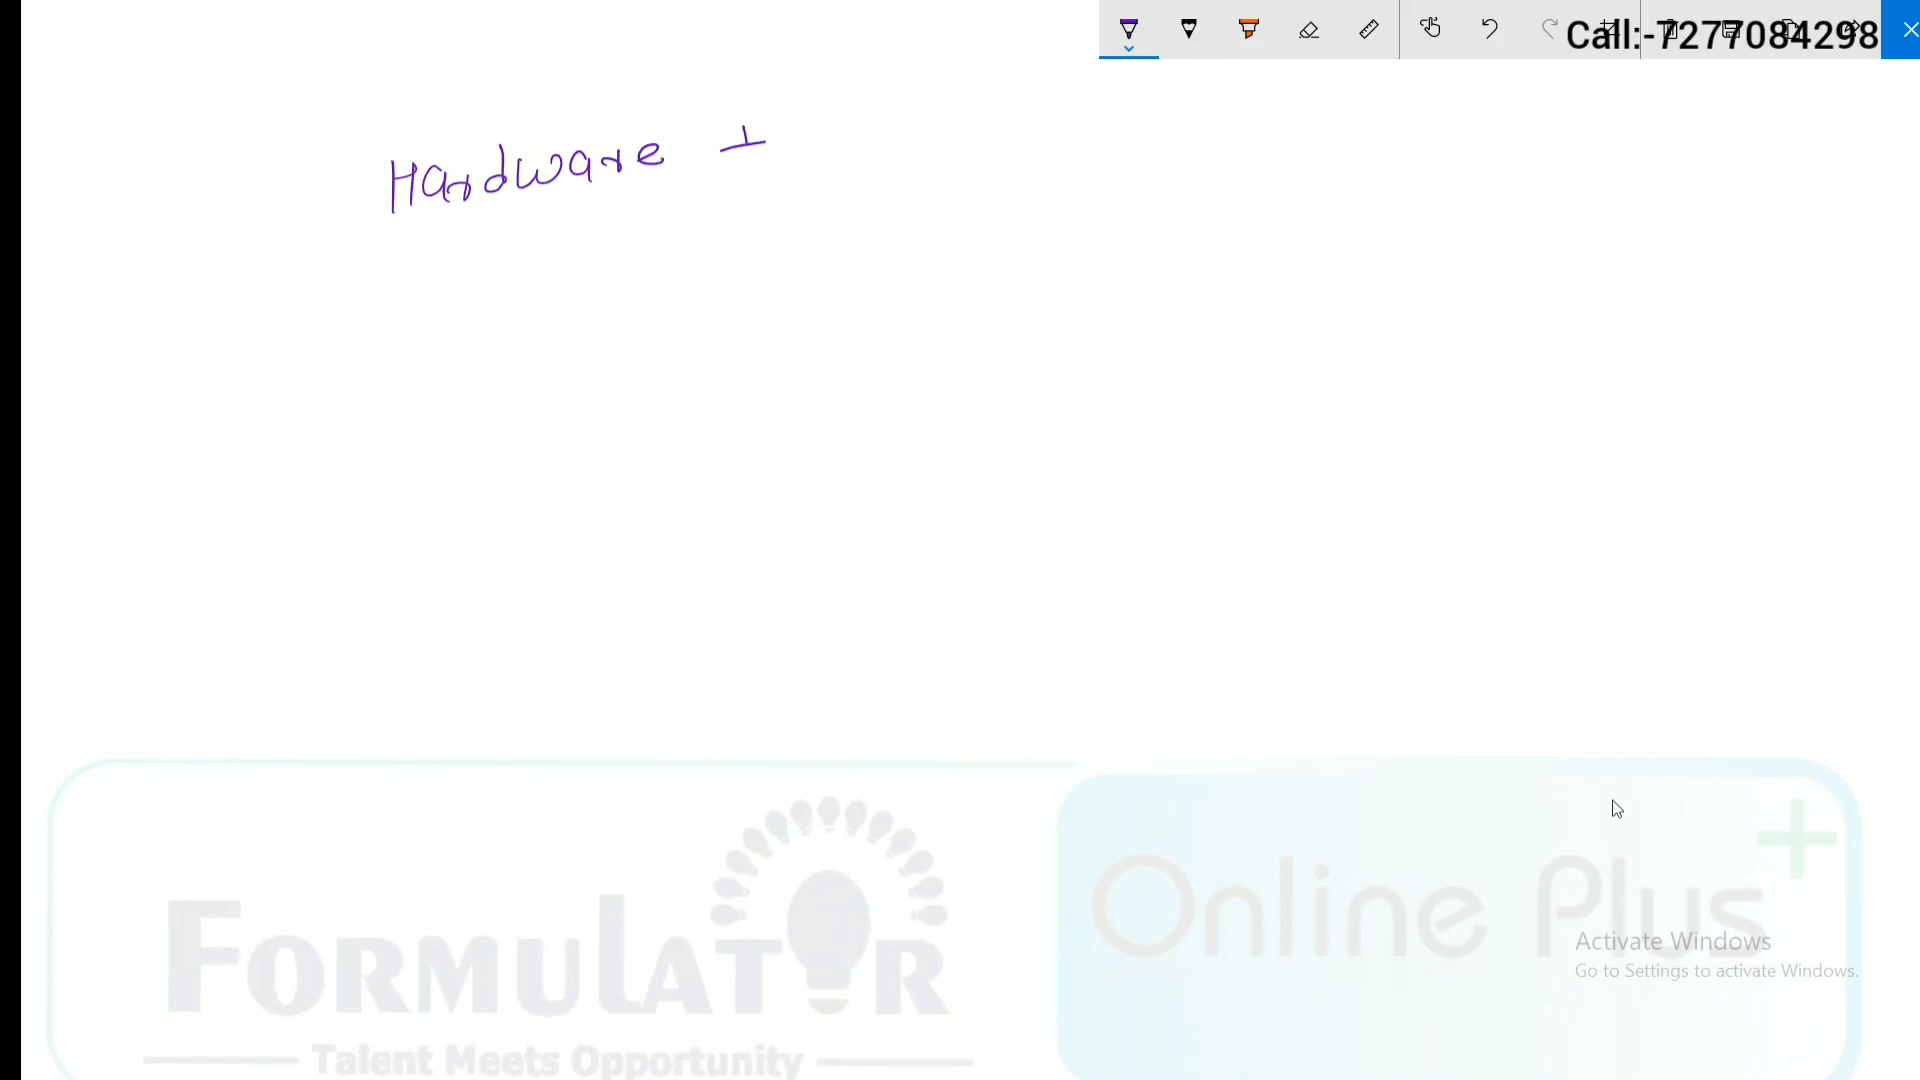 Call:-7277084298
Hardware +
FORMULATOR
Talent Meets Opportunity
Online Plus +
Activate Windows
Go to Settings to activate Windows.